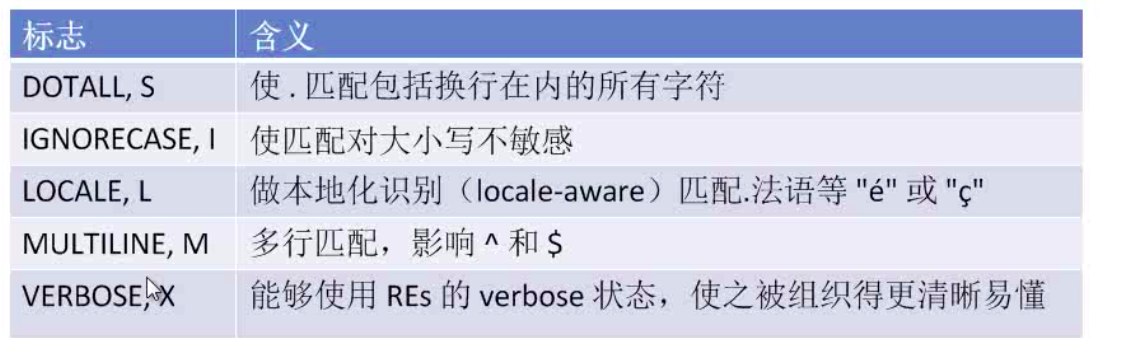 标志 含义
DOTALL, S 使 . 匹配包括换行在内的所有字符
IGNORECASE, I 使匹配对大小写不敏感
LOCALE, L 做本地化识别（locale-aware）匹配.法语等 "é" 或 "ç"
MULTILINE, M 多行匹配，影响 ^ 和 $
VERBOSE, X 能够使用 REs 的 verbose 状态，使之被组织得更清晰易懂